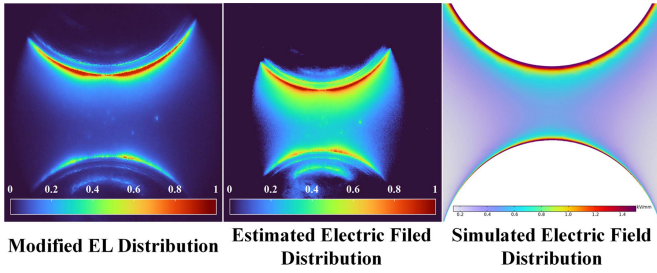 0 0.2 0.4 0.6 0.8 1
0 0.2 0.4 0.6 0.8 1
kV/mm
0.2 0.4 0.6 0.8 1.0 1.2 1.4
Modified EL Distribution
Estimated Electric Filed
Distribution
Simulated Electric Field
Distribution